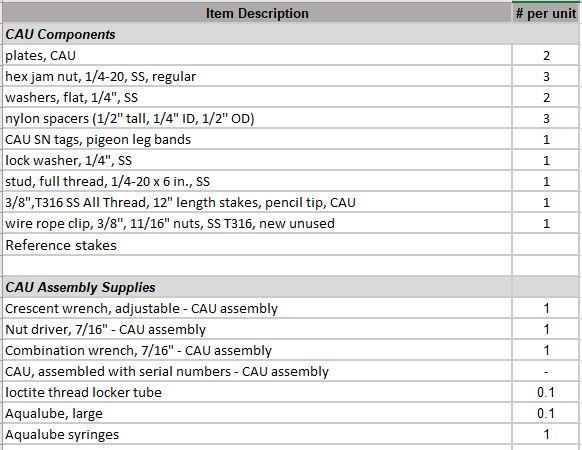 Item Description # per unit
CAU Components
plates, CAU 2
hex jam nut, 1/4-20, SS, regular 3
washers, flat, 1/4", SS 2
nylon spacers (1/2" tall, 1/4" ID, 1/2" OD) 3
CAU SN tags, pigeon leg bands 1
lock washer, 1/4", SS 1
stud, full thread, 1/4-20 x 6 in., SS 1
3/8",T316 SS All Thread, 12" length stakes, pencil tip, CAU 1
wire rope clip, 3/8", 11/16" nuts, SS T316, new unused 1
Reference stakes
CAU Assembly Supplies
Crescent wrench, adjustable - CAU assembly 1
Nut driver, 7/16" - CAU assembly 1
Combination wrench, 7/16" - CAU assembly 1
CAU, assembled with serial numbers - CAU assembly -
loctite thread locker tube 0.1
Aqualube, large 0.1
Aqualube syringes 1